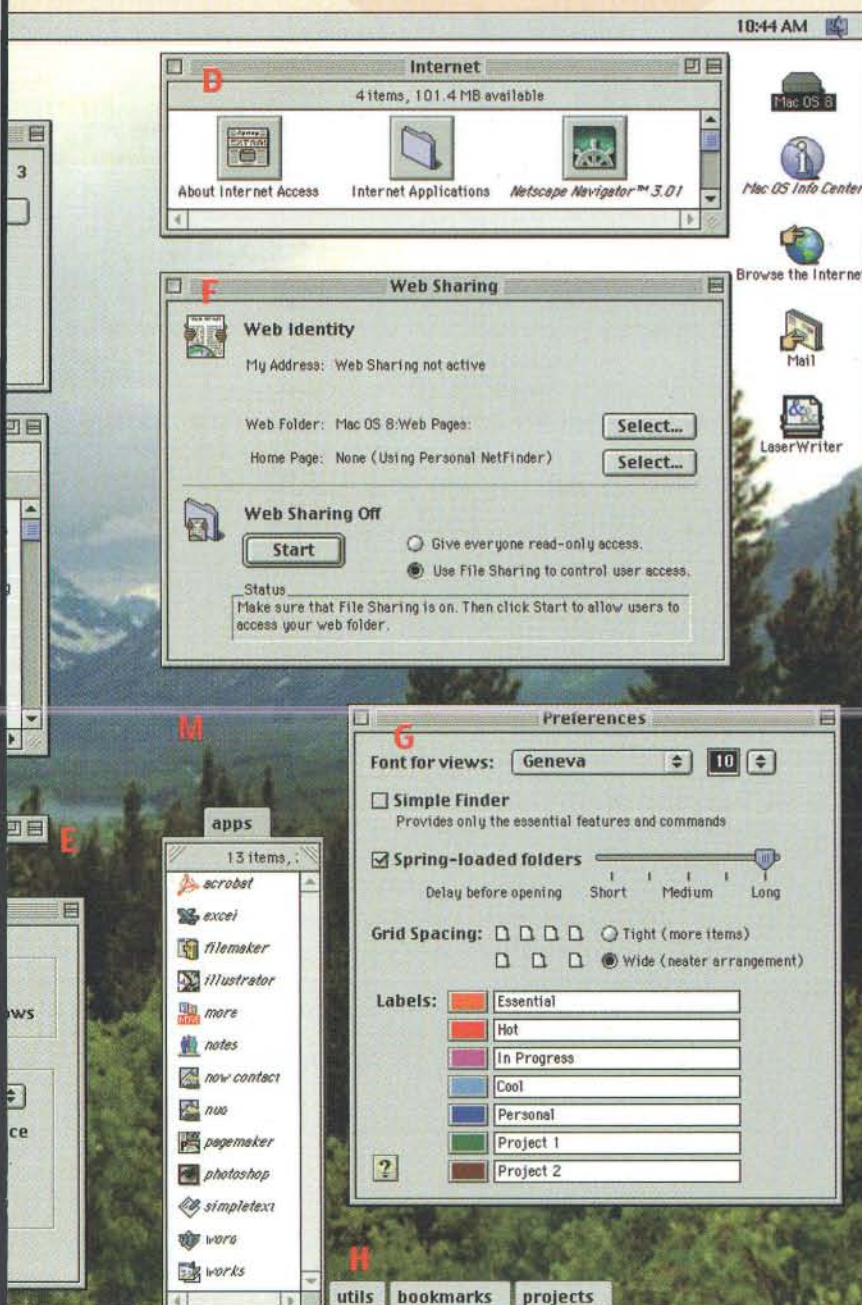 10:44 AM
D
Internet
4 items, 101.4 MB available
About Internet Access
Internet Applications
Netscape Navigator™ 3.01
Mac OS 8
Mac OS Info Center
Browse the Internet
Mail
LaserWriter
3
F
Web Sharing
Web Identity
My Address: Web Sharing not active
Web Folder: Mac OS 8:Web Pages:
Select...
Home Page: None (Using Personal NetFinder)
Select...
Web Sharing Off
Start
Give everyone read-only access.
Use File Sharing to control user access.
Status
Make sure that File Sharing is on. Then click Start to allow users to
access your web folder.
M
G
Preferences
Font for views: Geneva 10
Simple Finder
Provides only the essential features and commands
Spring-loaded folders
Delay before opening Short Medium Long
Grid Spacing: Tight (more items)
Wide (neater arrangement)
Labels: Essential
Hot
In Progress
Cool
Personal
Project 1
Project 2
?
E
ows
ce
apps
13 items,
acrobat
excel
filemaker
illustrator
more
notes
now contact
nuo
pagemaker
photoshop
simpletext
word
works
H
utils
bookmarks
projects